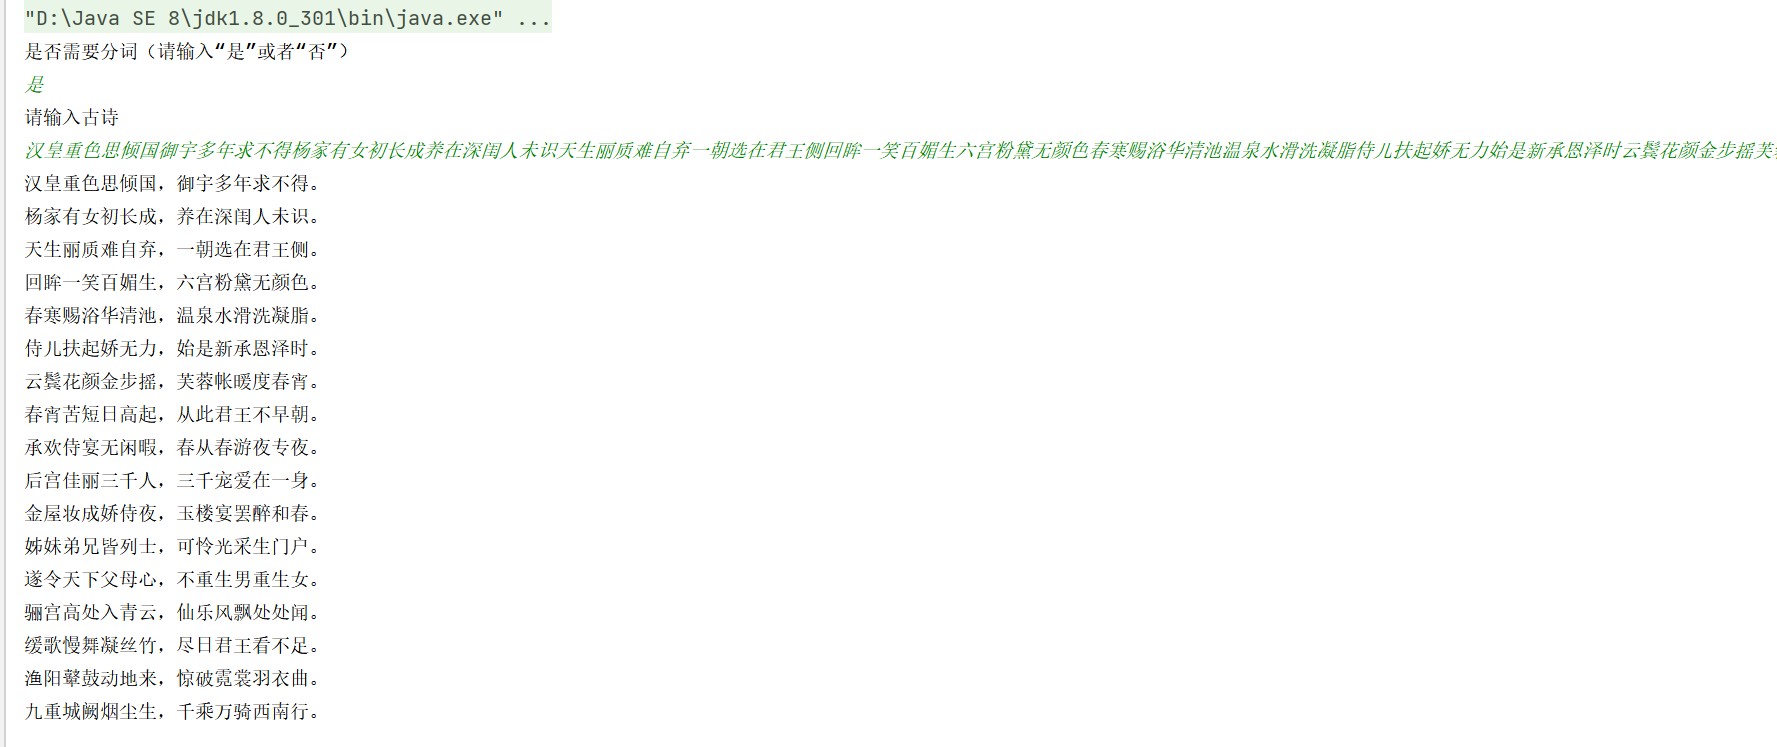 "D:\Java SE 8\jdk1.8.0_301\bin\java.exe" ...
是否需要分词（请输入“是”或者“否”）
是
请输入古诗
汉皇重色思倾国御宇多年求不得杨家有女初长成养在深闺人未识天生丽质难自弃一朝选在君王侧回眸一笑百媚生六宫粉黛无颜色春寒赐浴华清池温泉水滑洗凝脂侍儿扶起娇无力始是新承恩泽时云鬓花颜金步摇芙
汉皇重色思倾国，御宇多年求不得。
杨家有女初长成，养在深闺人未识。
天生丽质难自弃，一朝选在君王侧。
回眸一笑百媚生，六宫粉黛无颜色。
春寒赐浴华清池，温泉水滑洗凝脂。
侍儿扶起娇无力，始是新承恩泽时。
云鬓花颜金步摇，芙蓉帐暖度春宵。
春宵苦短日高起，从此君王不早朝。
承欢侍宴无闲暇，春从春游夜专夜。
后宫佳丽三千人，三千宠爱在一身。
金屋妆成娇侍夜，玉楼宴罢醉和春。
姊妹弟兄皆列士，可怜光采生门户。
遂令天下父母心，不重生男重生女。
骊宫高处入青云，仙乐风飘处处闻。
缓歌慢舞凝丝竹，尽日君王看不足。
渔阳鼙鼓动地来，惊破霓裳羽衣曲。
九重城阙烟尘生，千乘万骑西南行。